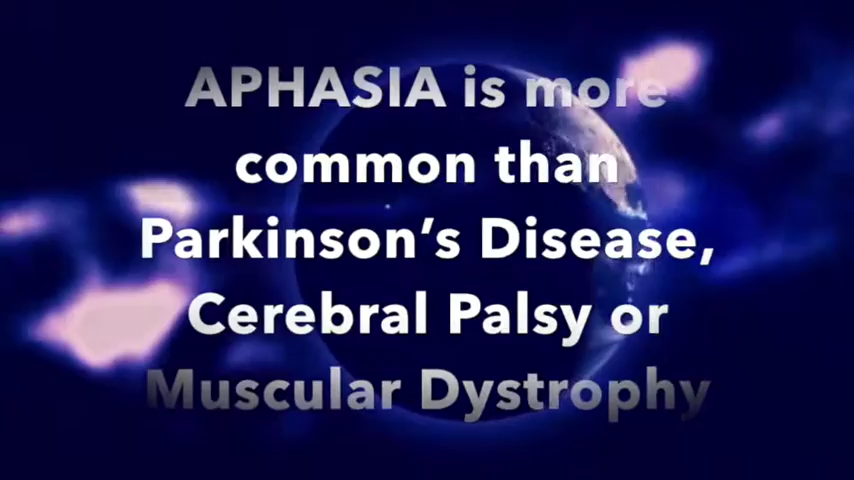 APHASIA is more
common than
Parkinson’s Disease,
Cerebral Palsy or
Muscular Dystrophy